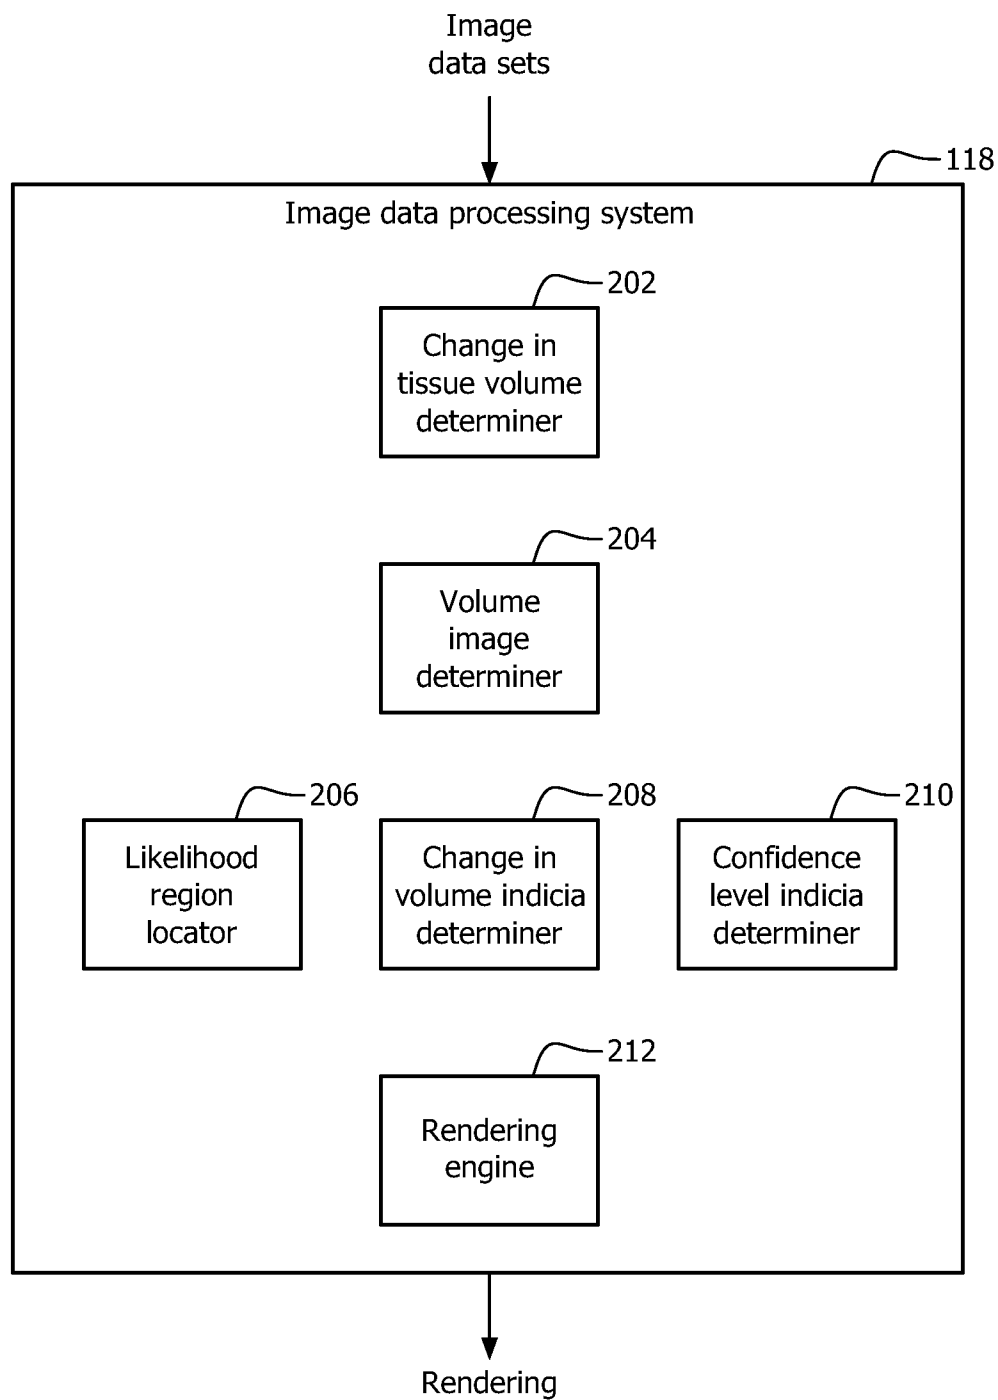 Image
data sets
118
Image data processing system
202
Change in
tissue volume
determiner
204
Volume
image
determiner
206
Likelihood
region
locator
208
Change in
volume indicia
determiner
210
Confidence
level indicia
determiner
212
Rendering
engine
Rendering